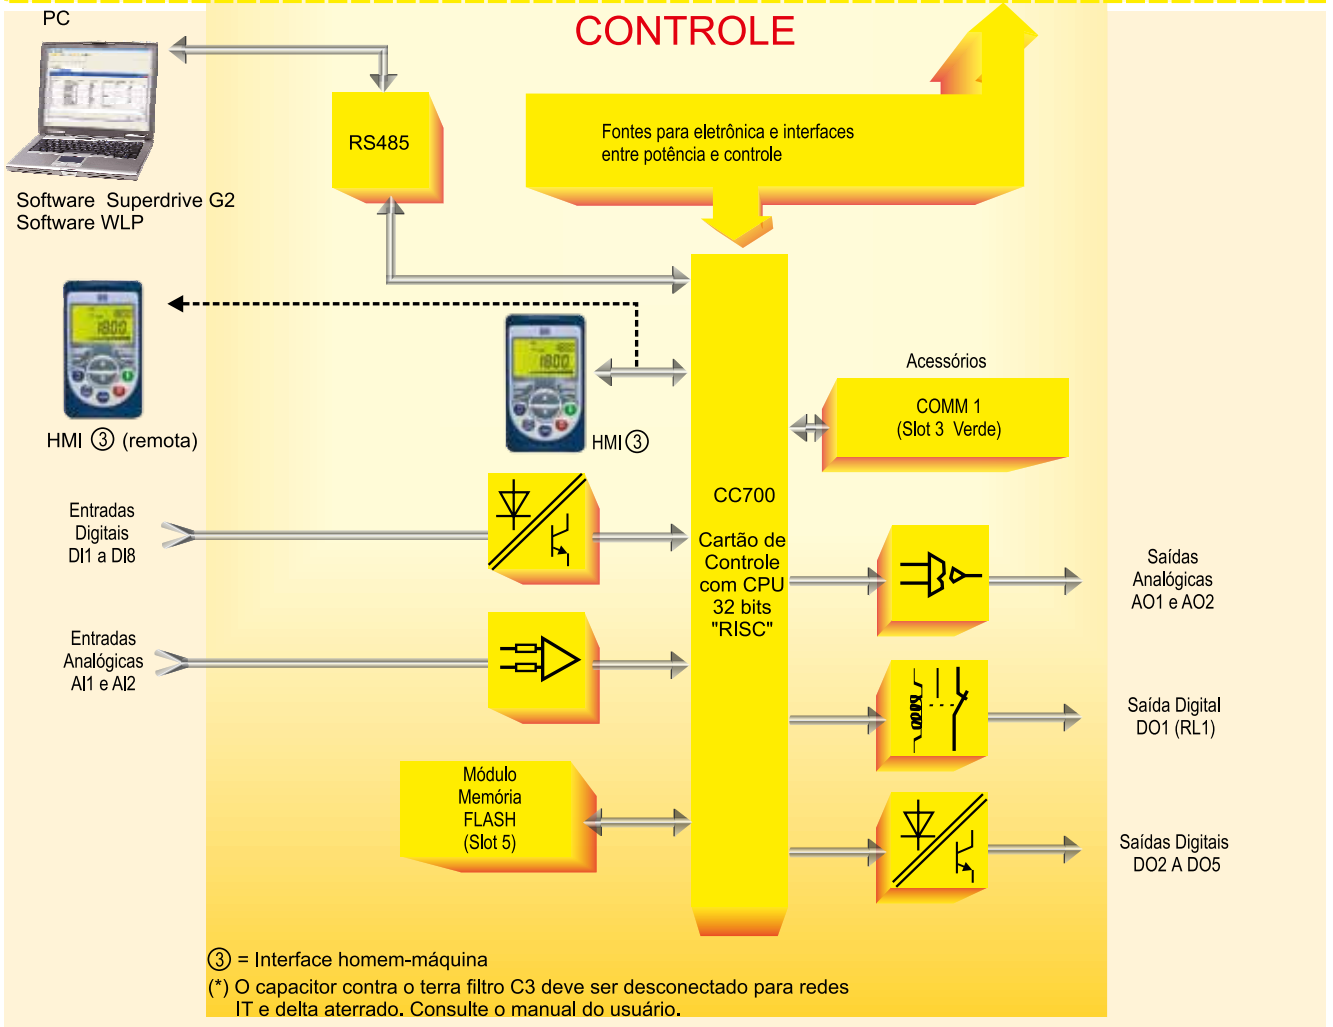 PC
CONTROLE
RS485
Fontes para eletrônica e interfaces
entre potência e controle
Software Superdrive G2
Software WLP
1800
1800
HMI ③ (remota)
HMI ③
Acessórios
COMM 1
(Slot 3 Verde)
Entradas
Digitais
DI1 a DI8
CC700
Cartão de
Controle
com CPU
32 bits
"RISC"
Saídas
Analógicas
AO1 e AO2
Entradas
Analógicas
AI1 e AI2
Saída Digital
DO1 (RL1)
Módulo
Memória
FLASH
(Slot 5)
Saídas Digitais
DO2 A DO5
③ = Interface homem-máquina
(*) O capacitor contra o terra filtro C3 deve ser desconectado para redes
IT e delta aterrado. Consulte o manual do usuário.